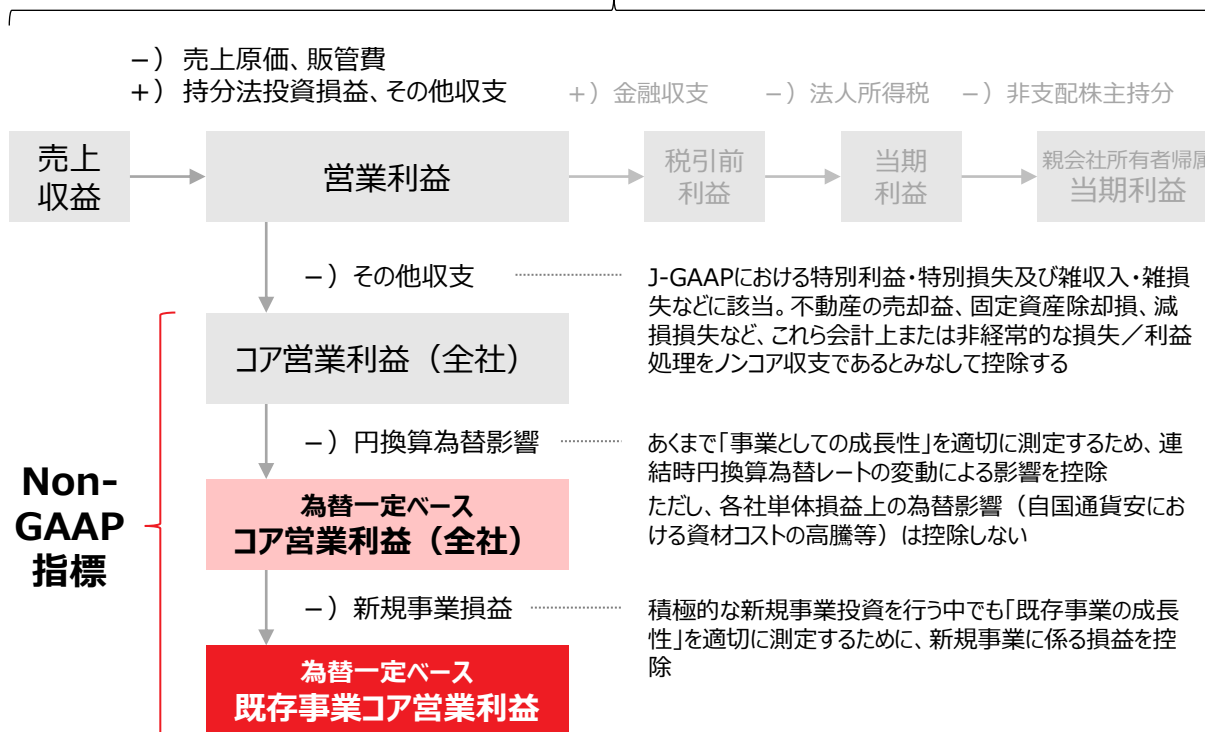 －）売上原価、販管費
＋）持分法投資損益、その他収支
＋）金融収支
－）法人所得税
－）非支配株主持分
売上
収益
営業利益
税引前
利益
当期
利益
親会社所有者帰属
当期利益
－）その他収支
J-GAAPにおける特別利益・特別損失及び雑収入・雑損
失などに該当。不動産の売却益、固定資産除却損、減
損損失など、これら会計上または非経常的な損失／利益
処理をノンコア収支であるとみなして控除する
コア営業利益（全社）
－）円換算為替影響
あくまで「事業としての成長性」を適切に測定するため、連
結時円換算為替レートの変動による影響を控除
ただし、各社単体損益上の為替影響（自国通貨安にお
ける資材コストの高騰等）は控除しない
Non-
GAAP
指標
為替一定ベース
コア営業利益（全社）
－）新規事業損益
積極的な新規事業投資を行う中でも「既存事業の成長
性」を適切に測定するために、新規事業に係る損益を控
除
為替一定ベース
既存事業コア営業利益